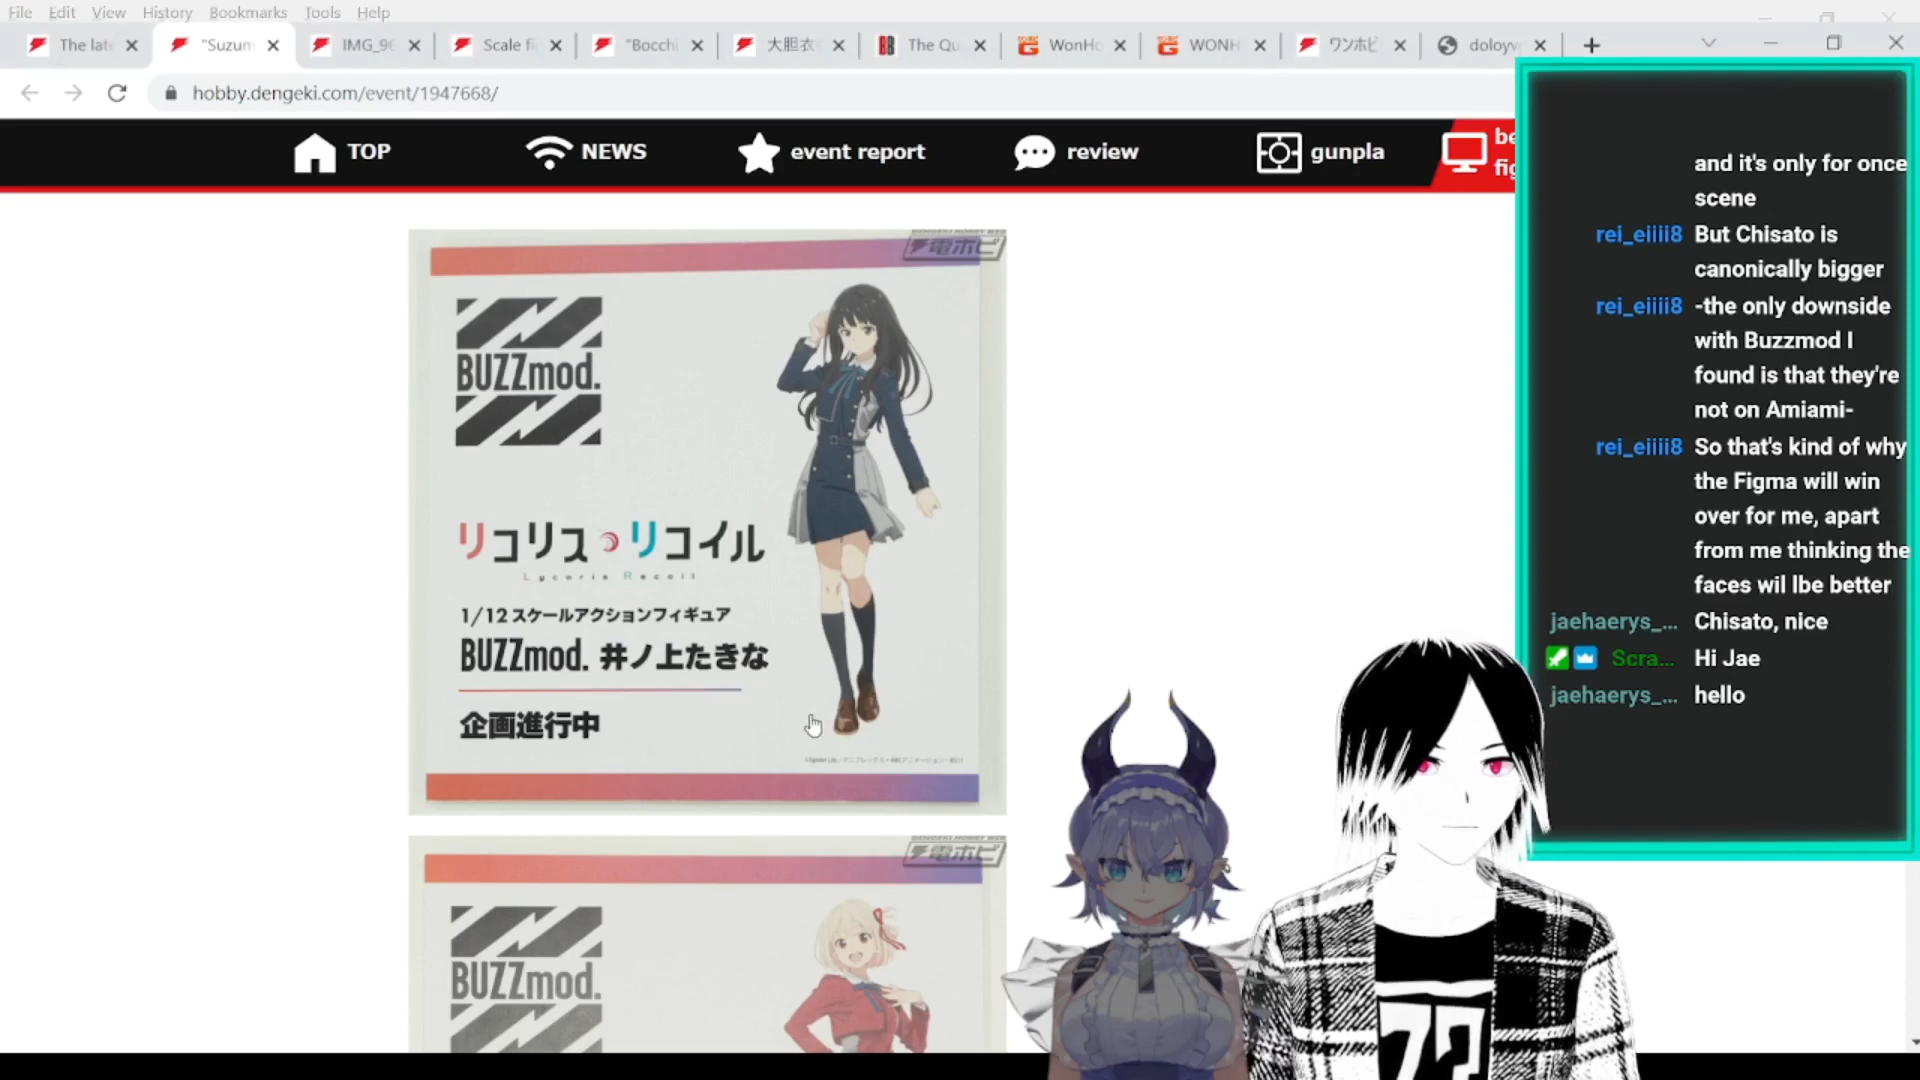 File Edit View History Bookmarks Tools Help
The late
"Suzum
IMG_96
Scale fi
"Bocchi
大胆衣
The Qu
WonHo
WONH
ワンホビ
doloyv
hobby.dengeki.com/event/1947668/
TOP
NEWS
event report
review
gunpla
be
fig
電ホビ
BUZZmod.
リコリス・リコイル
Lycoris Recoil
1/12スケールアクションフィギュア
BUZZmod. 井ノ上たきな
企画進行中
電ホビ
BUZZmod.
and it's only for once
scene
rei_eiiii8 But Chisato is
canonically bigger
rei_eiiii8 -the only downside
with Buzzmod I
found is that they're
not on Amiami-
rei_eiiii8 So that's kind of why
the Figma will win
over for me, apart
from me thinking the
faces wil lbe better
jaehaerys_... Chisato, nice
Scra... Hi Jae
jaehaerys_... hello